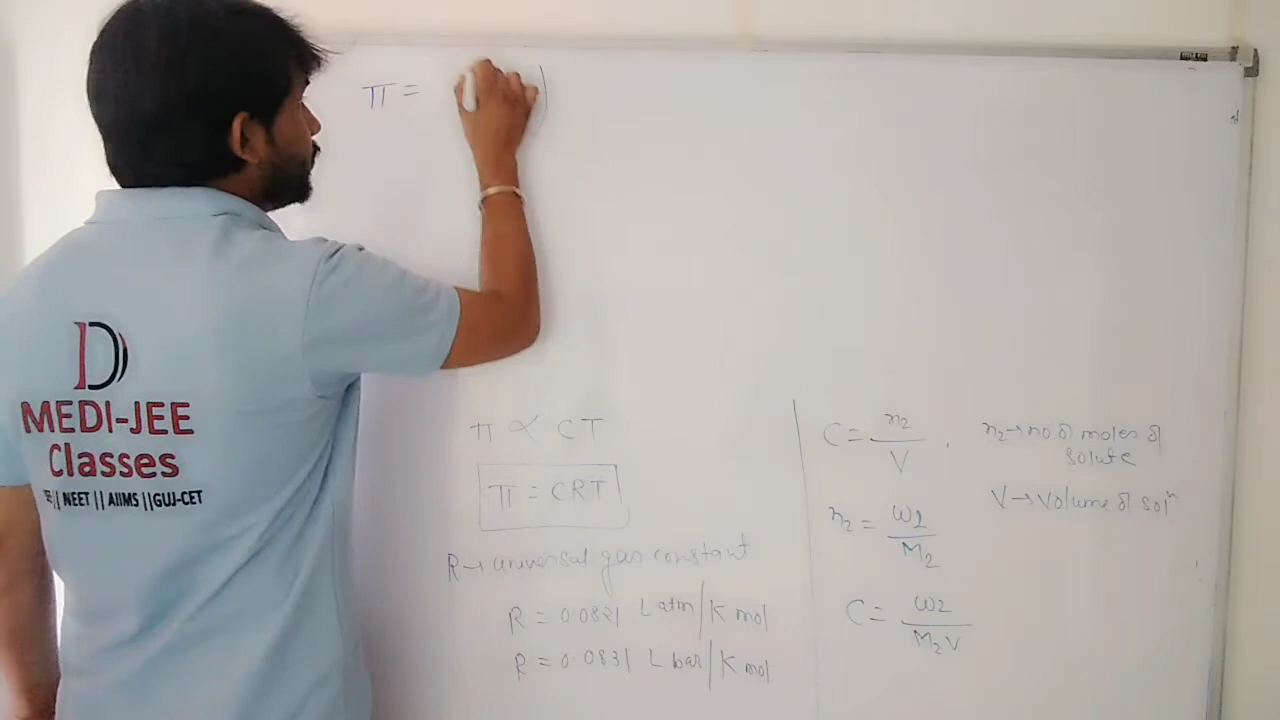 π =
π ∝ CT
π = CRT
R → universal gas constant
R = 0.0821 L atm / K mol
R = 0.0831 L bar / K mol
C = n2 / V , n2 → no of moles of solute
V → Volume of solⁿ
n2 = w2 / M2
C = w2 / M2 V
D
MEDI-JEE
Classes
|| NEET || AIIMS || GUJ-CET